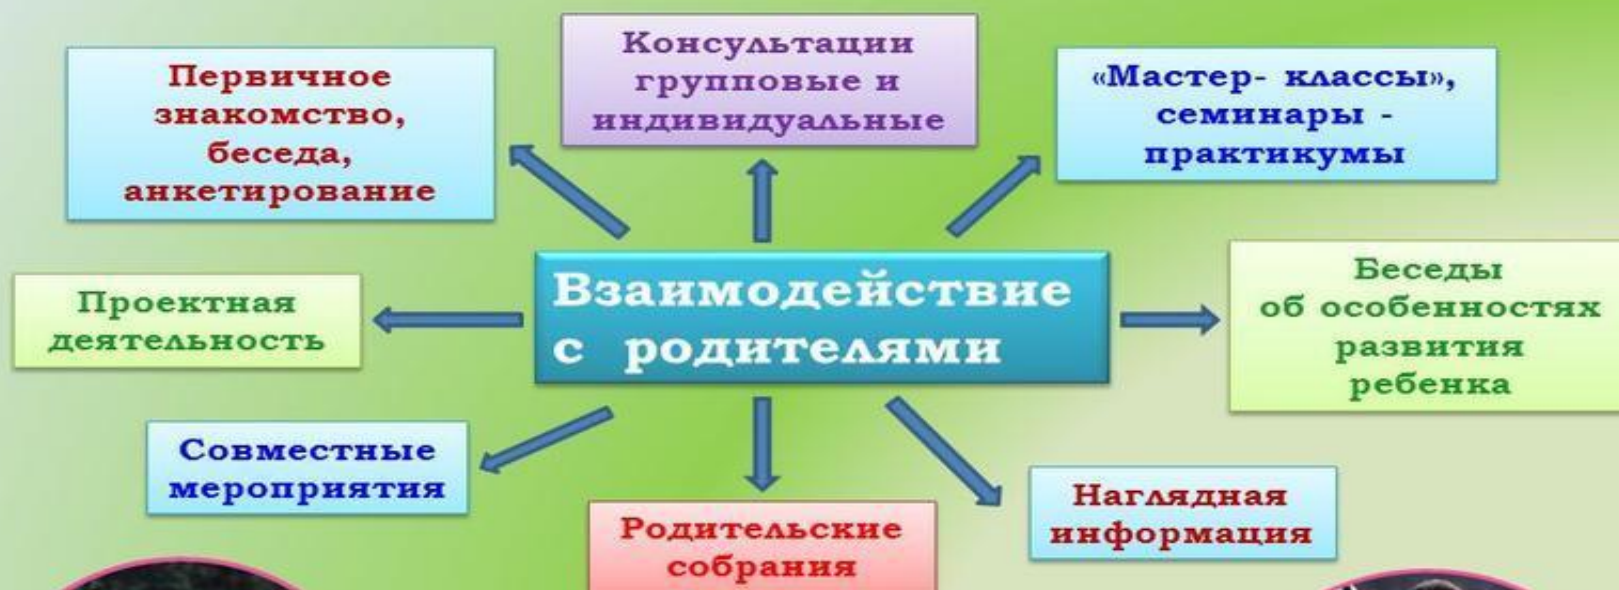 Первичное
знакомство,
беседа,
анкетирование
Консультации
групповые и
индивидуальные
«Мастер- классы»,
семинары -
практикумы
Проектная
деятельность
Взаимодействие
с родителями
Беседы
об особенностях
развития
ребенка
Совместные
мероприятия
Родительские
собрания
Наглядная
информация